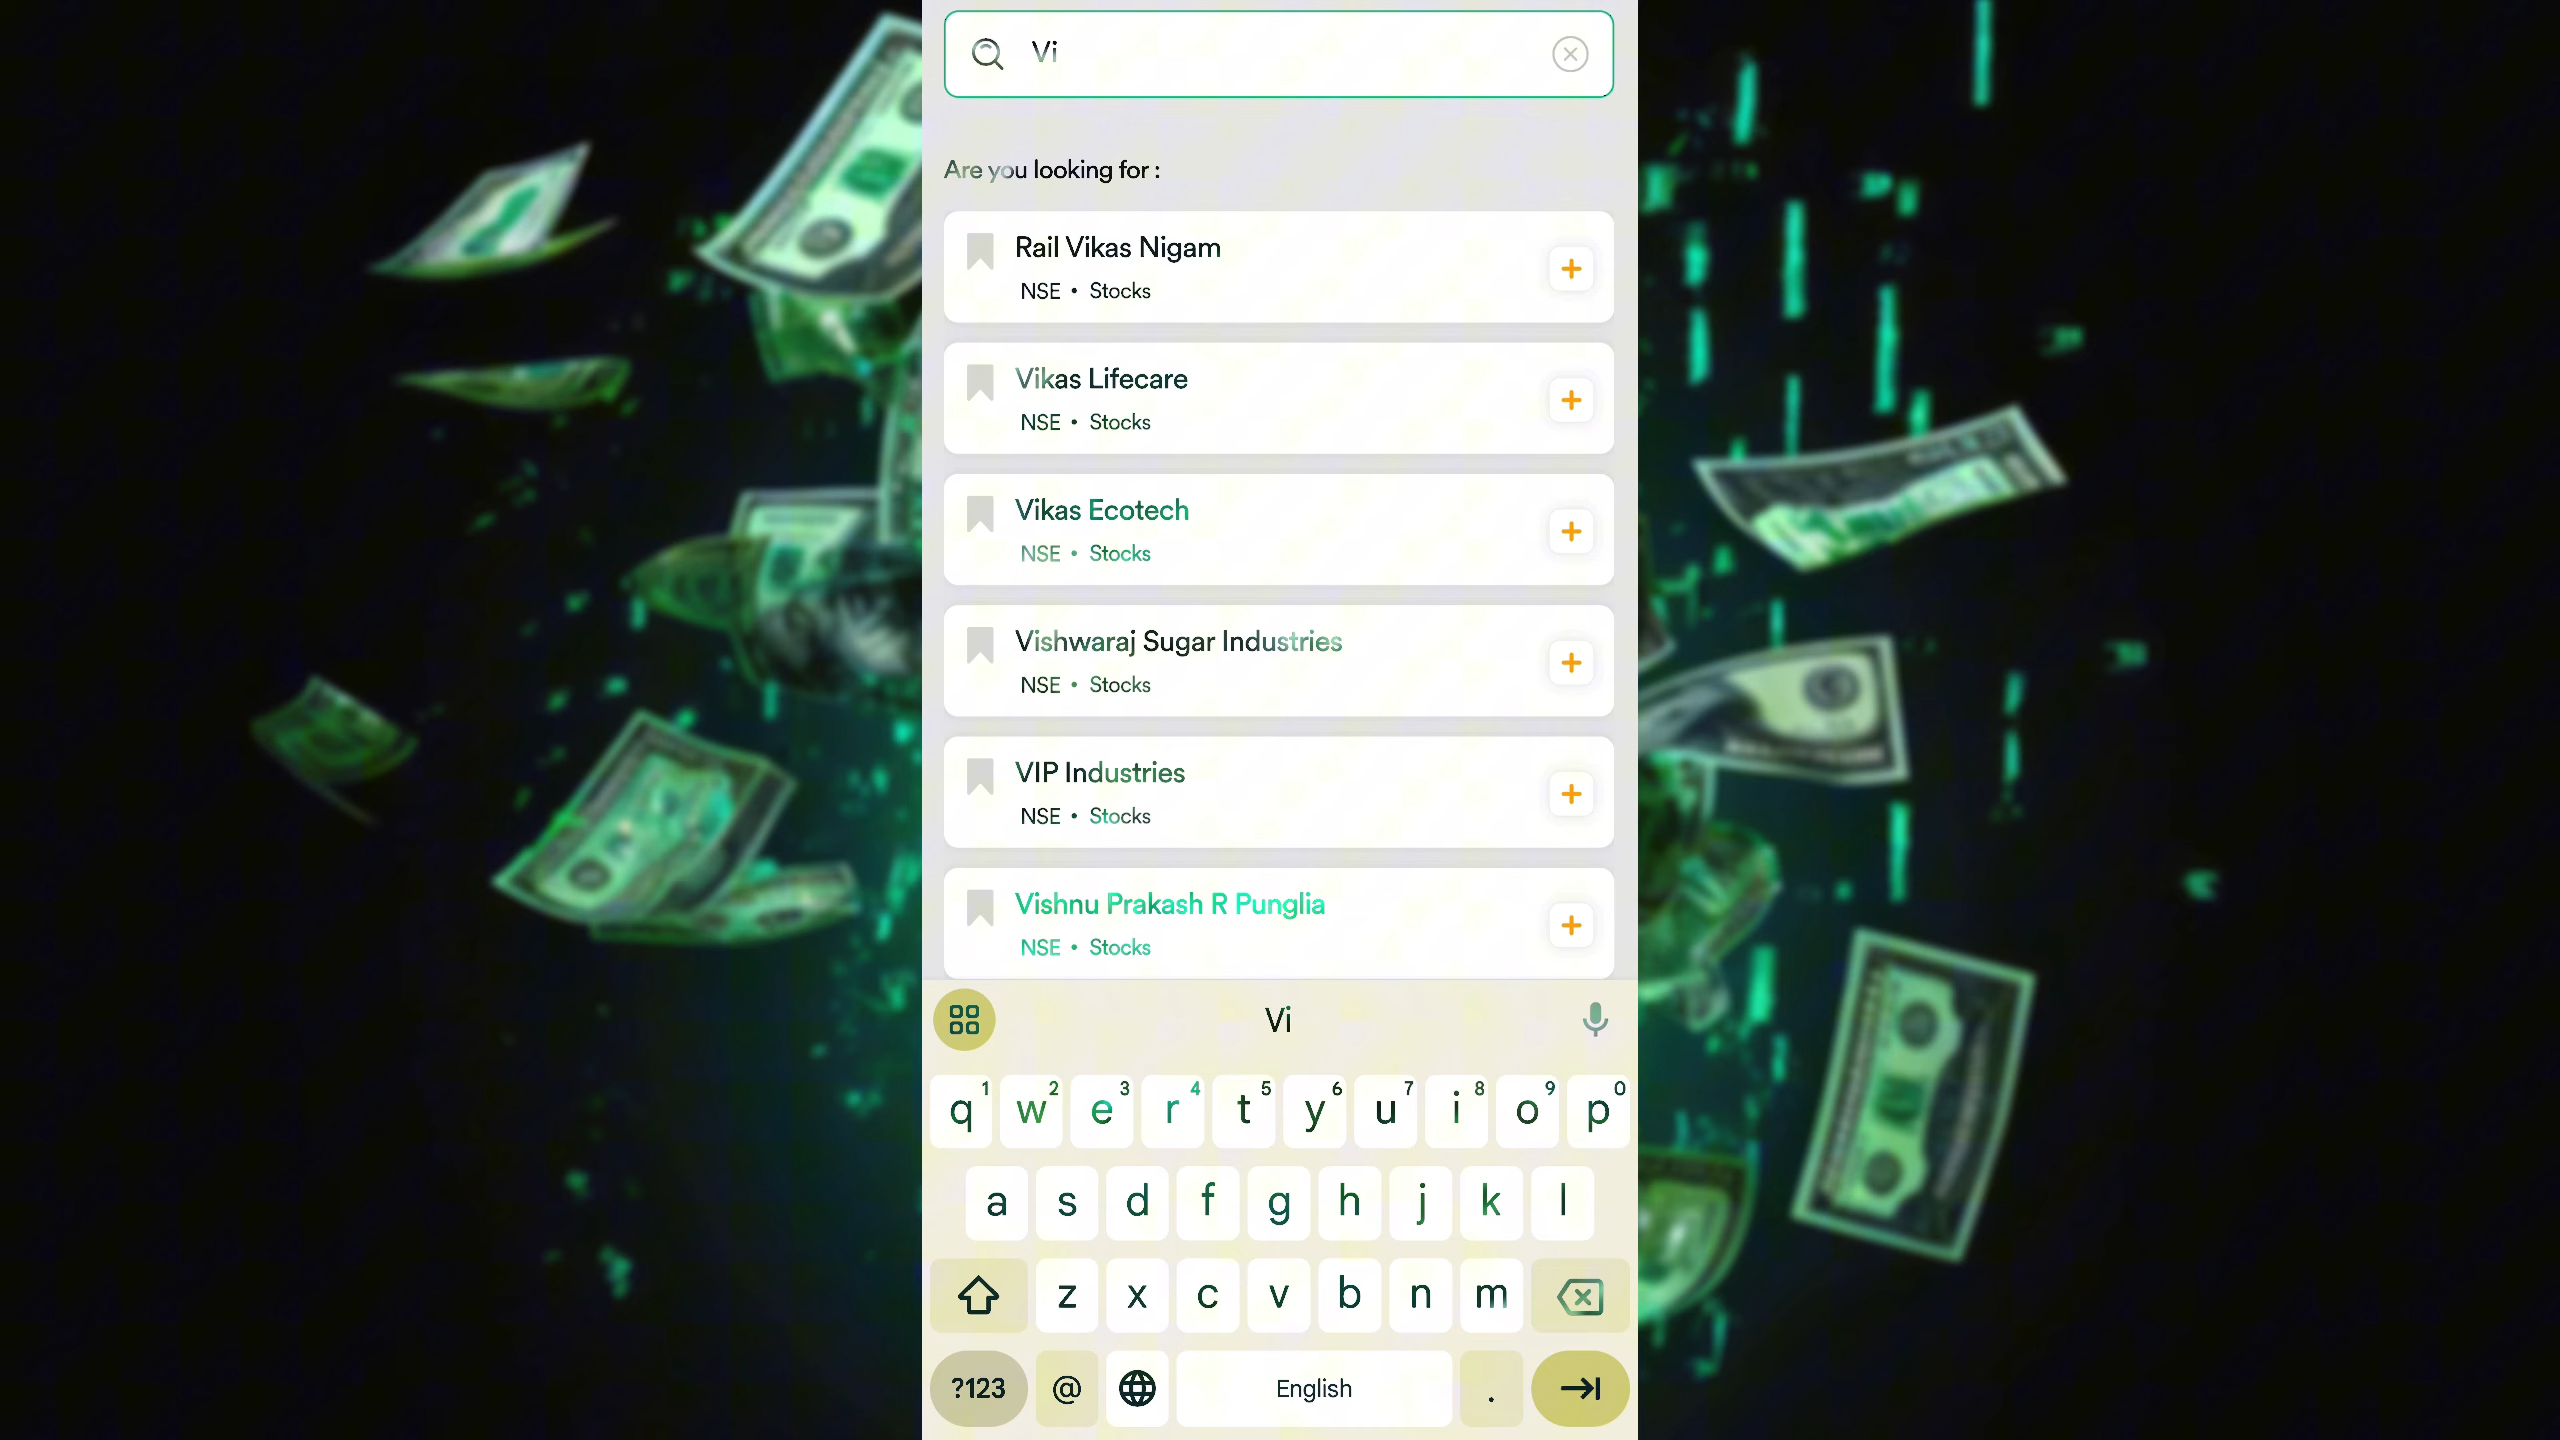 Vi
Are you looking for :
Rail Vikas Nigam
NSE • Stocks
Vikas Lifecare
NSE • Stocks
Vikas Ecotech
NSE • Stocks
Vishwaraj Sugar Industries
NSE • Stocks
VIP Industries
NSE • Stocks
Vishnu Prakash R Punglia
NSE • Stocks
Vi
q1 w2 e3 r4 t5 y6 u7 i8 o9 p0
a s d f g h j k l
z x c v b n m
?123 @ English .